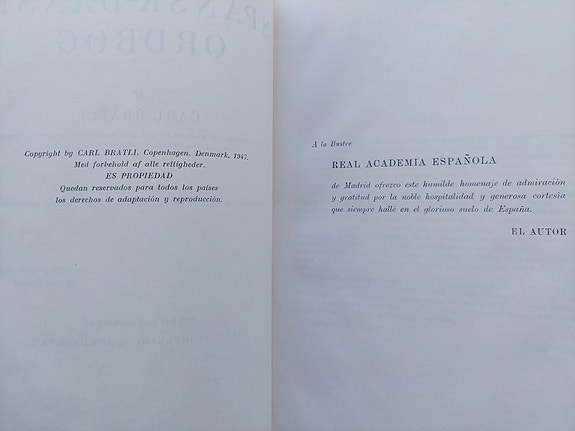 Copyright by CARL BRATLI, Copenhagen, Denmark, 1947.
Med forbehold af alle rettigheder.
ES PROPIEDAD
Quedan reservados para todos los países
los derechos de adaptación y reproducción.
A la Ilustre
REAL ACADEMIA ESPAÑOLA
de Madrid ofrezco este humilde homenaje de admiración
y gratitud por la noble hospitalidad y generosa cortesía
que siempre hallé en el glorioso suelo de España.
EL AUTOR